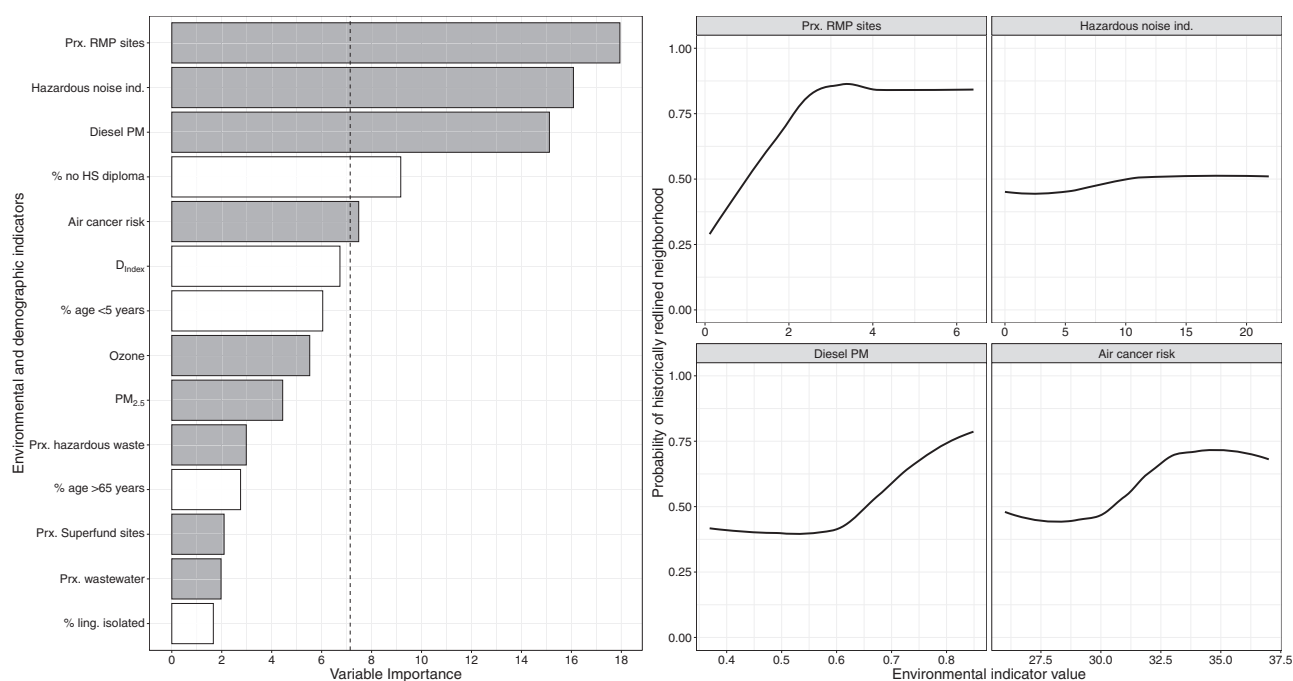 Environmental and demographic indicators
Prx. RMP sites
Hazardous noise ind.
Diesel PM
% no HS diploma
Air cancer risk
DIndex
% age <5 years
Ozone
PM2.5
Prx. hazardous waste
% age >65 years
Prx. Superfund sites
Prx. wastewater
% ling. isolated
0 2 4 6 8 10 12 14 16 18
Variable Importance
Probability of historically redlined neighborhood
Prx. RMP sites
Hazardous noise ind.
1.00
0.75
0.50
0.25
0.00
0 2 4 6
0 5 10 15 20
Diesel PM
Air cancer risk
1.00
0.75
0.50
0.25
0.00
0.4 0.5 0.6 0.7 0.8
27.5 30.0 32.5 35.0 37.5
Environmental indicator value